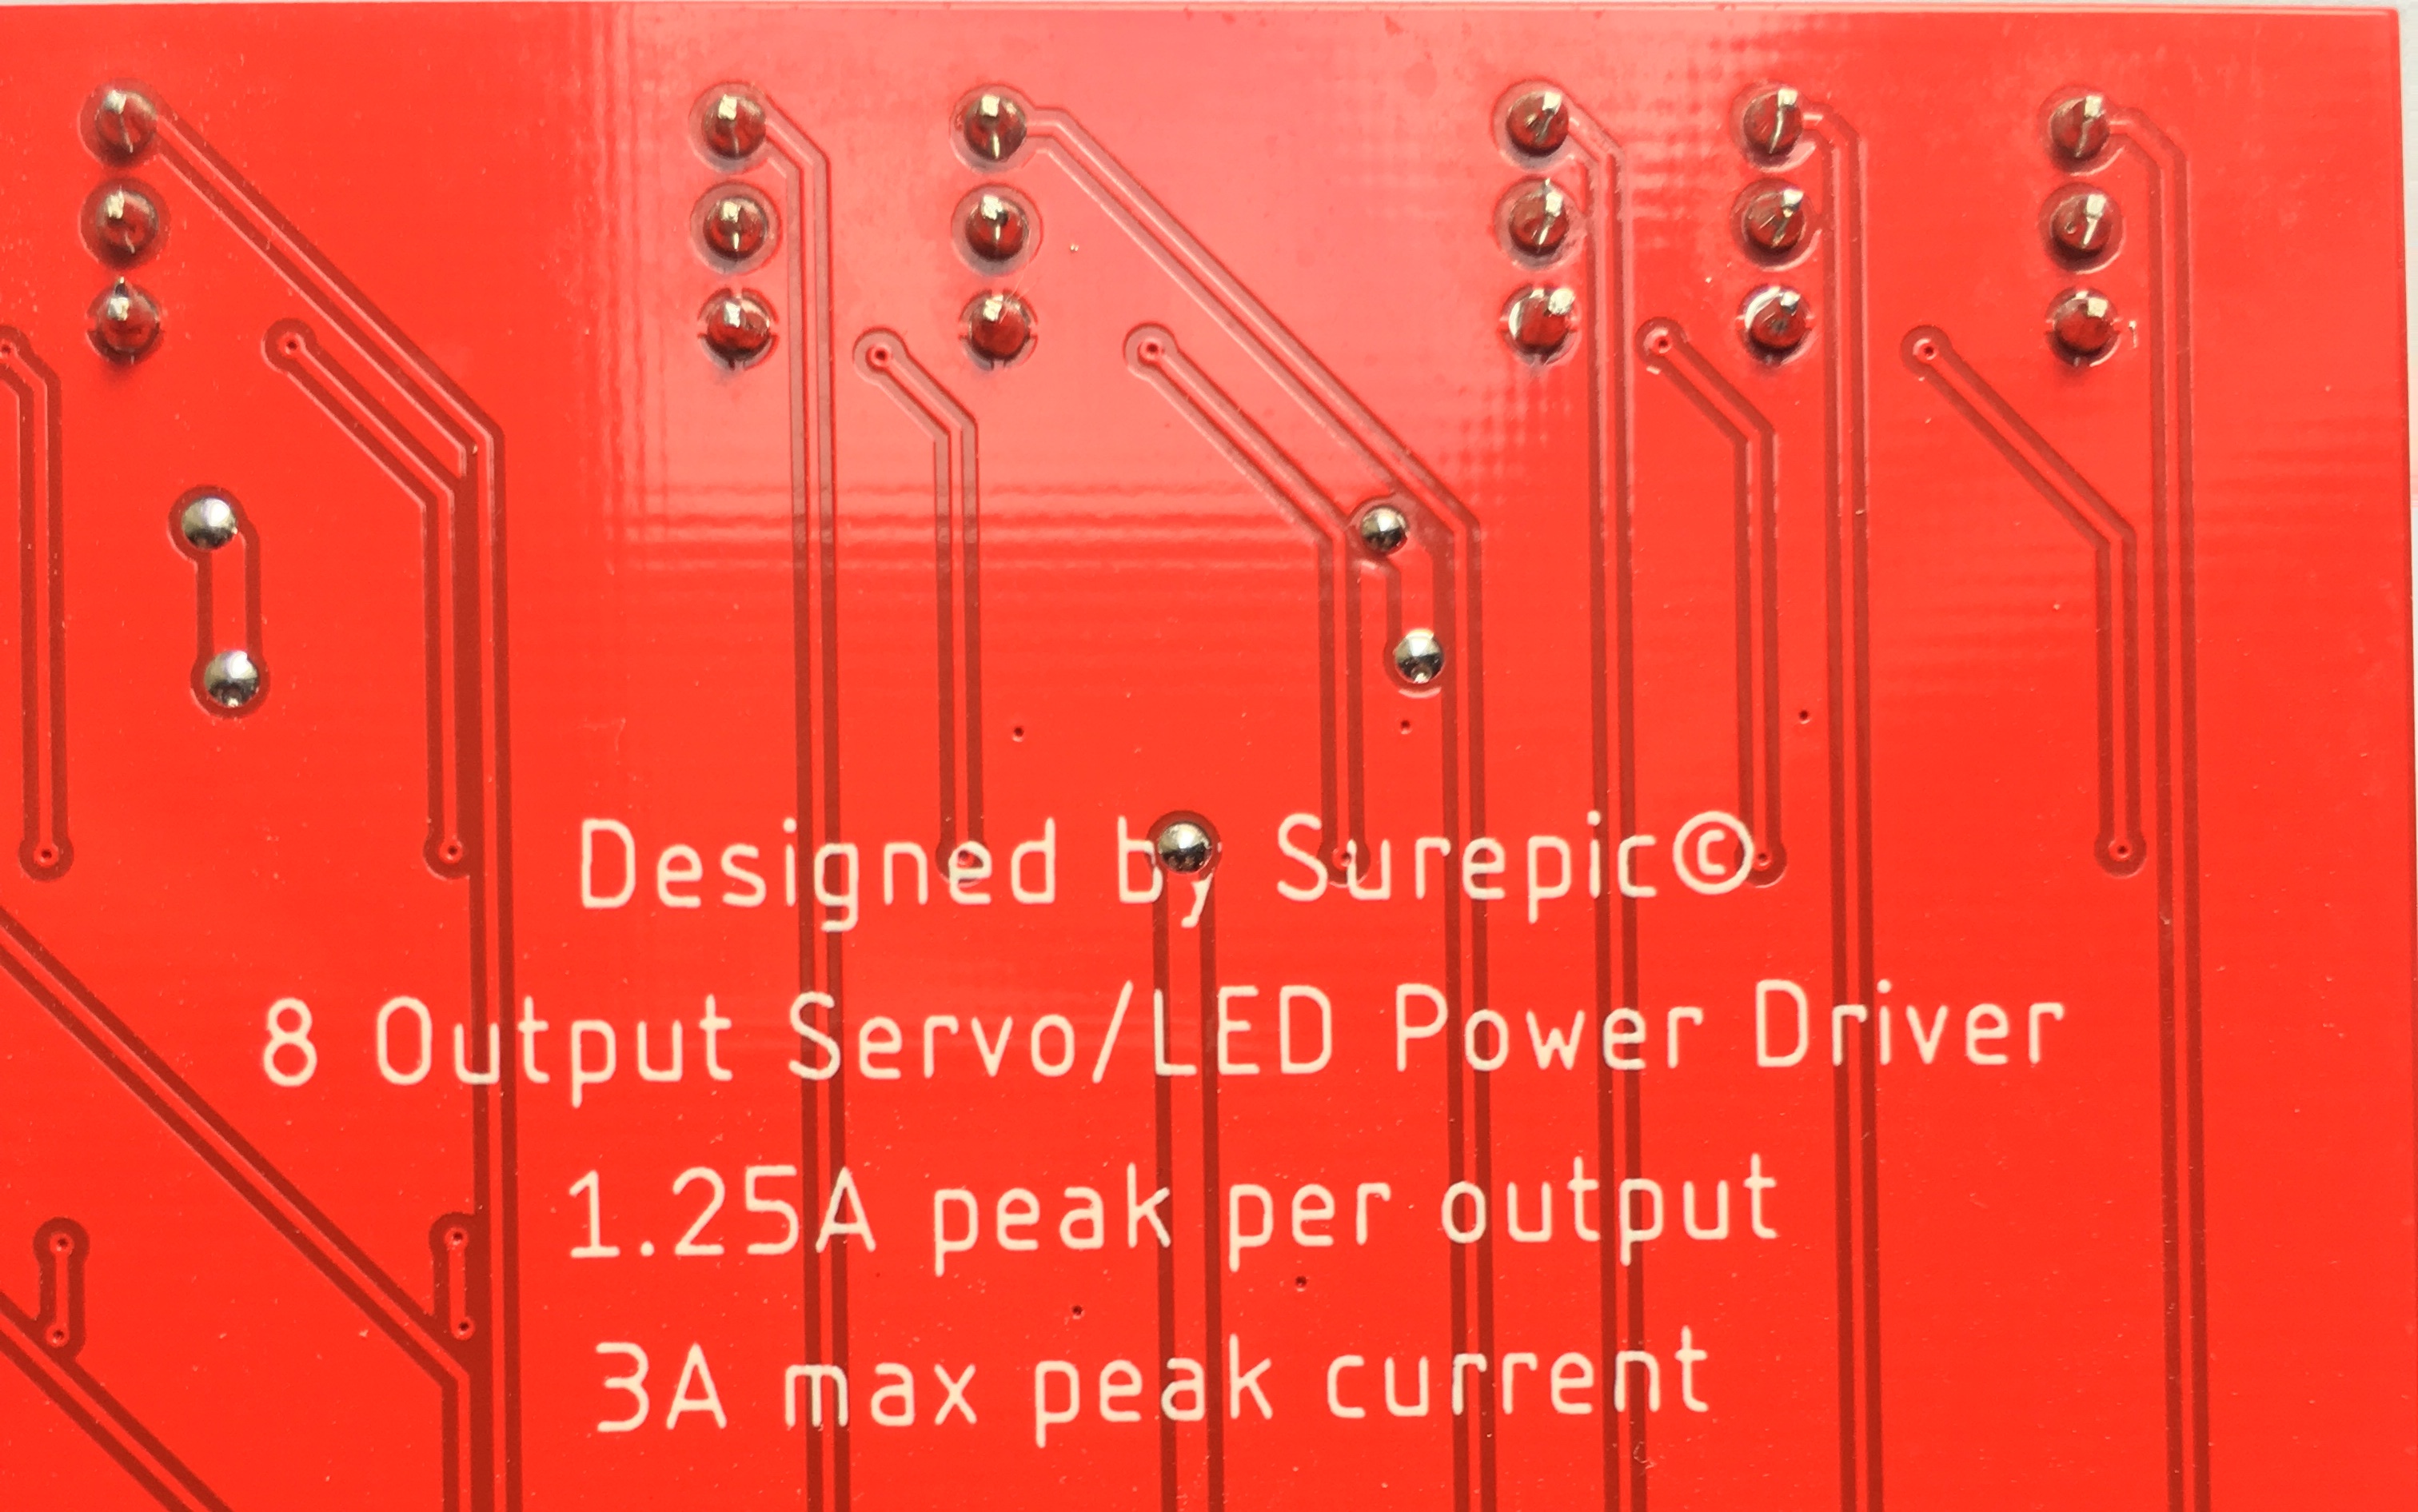 Designed by Surepic©
8 Output Servo/LED Power Driver
1.25A peak per output
3A max peak current